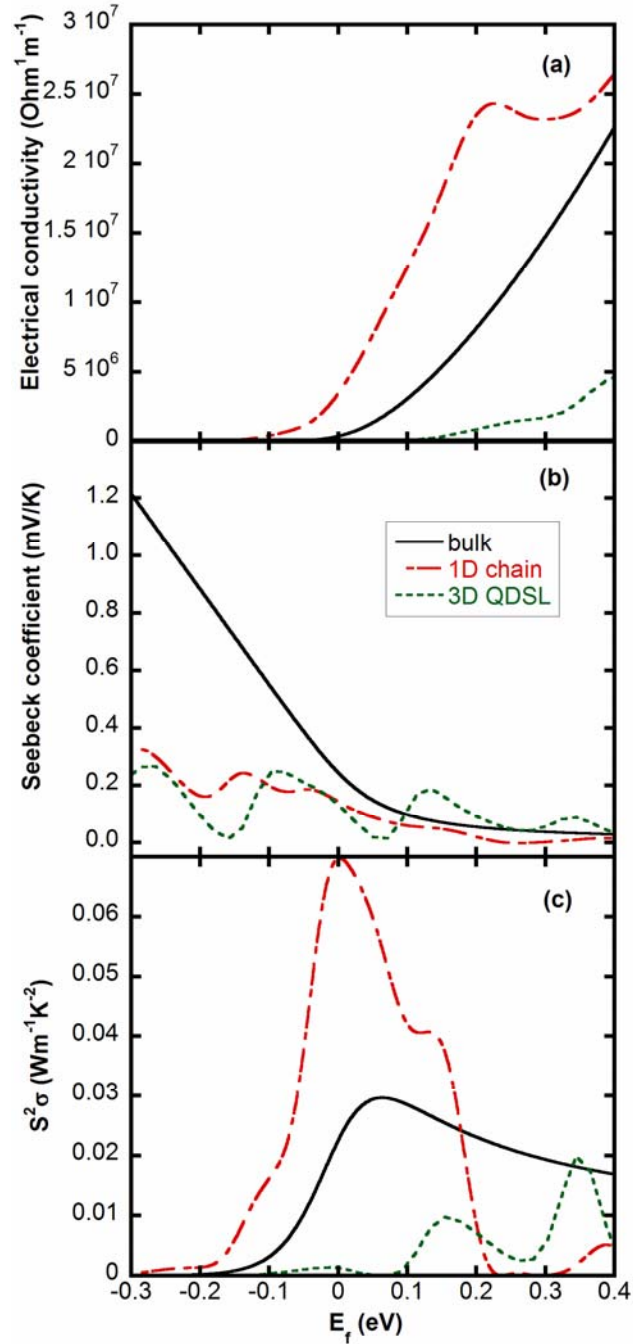 (a)
Electrical conductivity (Ohm¹m⁻¹)
3 10⁷
2.5 10⁷
2 10⁷
1.5 10⁷
1 10⁷
5 10⁶
0
(b)
Seebeck coefficient (mV/K)
1.2
1.0
0.8
0.6
0.4
0.2
0.0
bulk
1D chain
3D QDSL
(c)
S²σ (Wm⁻¹K⁻²)
0.06
0.05
0.04
0.03
0.02
0.01
0
-0.3 -0.2 -0.1 0 0.1 0.2 0.3 0.4
E_f (eV)